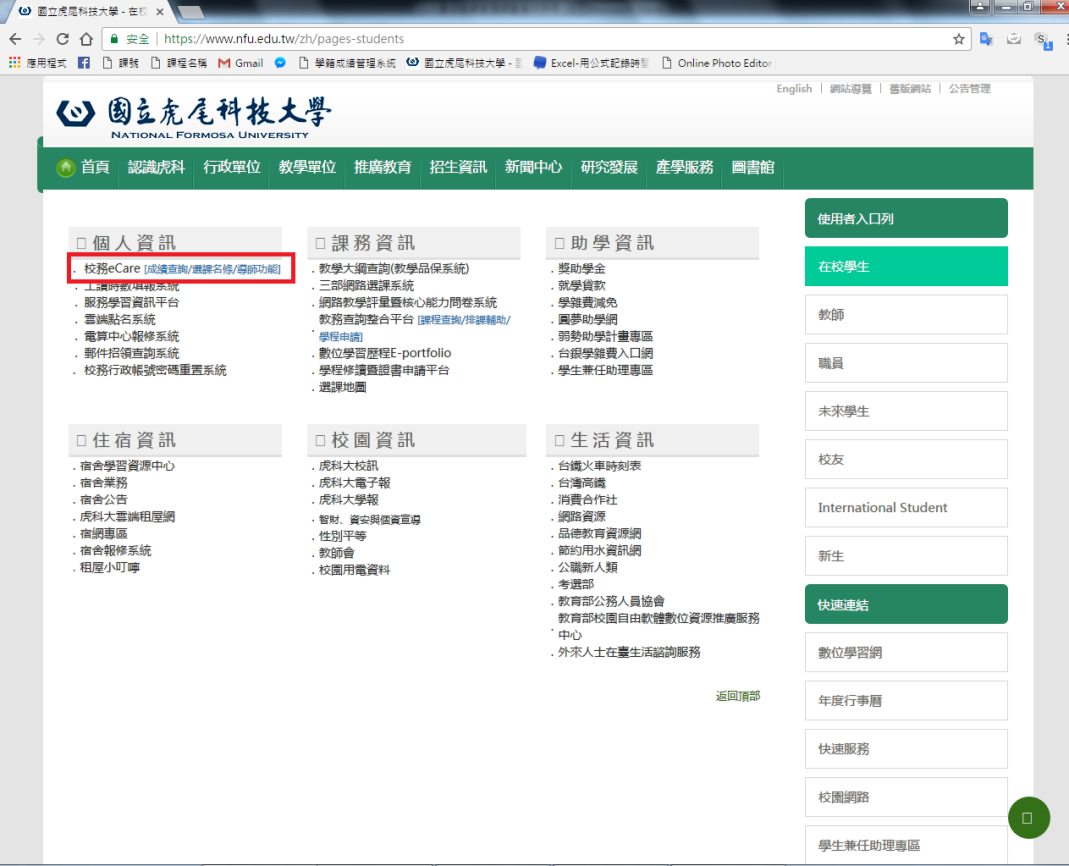 國立虎尾科技大學 - 在校
安全 | https://www.nfu.edu.tw/zh/pages-students
應用程式 課號 課程名稱 Gmail 學籍成績管理系統 國立虎尾科技大學 - Excel-用公式記錄時 Online Photo Editor
English | 網站導覽 | 舊版網站 | 公告管理
國立虎尾科技大學
NATIONAL FORMOSA UNIVERSITY
首頁 認識虎科 行政單位 教學單位 推廣教育 招生資訊 新聞中心 研究發展 產學服務 圖書館
個人資訊
. 校務eCare [成績查詢/選課名條/導師功能]
. 工讀時數填報系統
. 服務學習資訊平台
. 雲端點名系統
. 電算中心報修系統
. 郵件招領查詢系統
. 校務行政帳號密碼重置系統
課務資訊
. 教學大綱查詢(教學品保系統)
. 三部網路選課系統
. 網路教學評量暨核心能力問卷系統
. 教務查詢整合平台 [課程查詢/排課輔助/
學程申請]
. 數位學習歷程E-portfolio
. 學程修讀暨證書申請平台
. 選課地圖
助學資訊
. 獎助學金
. 就學貸款
. 學雜費減免
. 圓夢助學網
. 弱勢助學計畫專區
. 台銀學雜費入口網
. 學生兼任助理專區
住宿資訊
. 宿舍學習資源中心
. 宿舍業務
. 宿舍公告
. 虎科大雲端租屋網
. 宿網專區
. 宿舍報修系統
. 租屋小叮嚀
校園資訊
. 虎科大校訊
. 虎科大電子報
. 虎科大學報
. 智財、資安與個資宣導
. 性別平等
. 教師會
. 校園用電資料
生活資訊
. 台鐵火車時刻表
. 台灣高鐵
. 消費合作社
. 網路資源
. 品德教育資源網
. 節約用水資訊網
. 公職新人類
. 考選部
. 教育部公務人員協會
. 教育部校園自由軟體數位資源推廣服務
中心
. 外來人士在臺生活諮詢服務
返回頂部
使用者入口列
在校學生
教師
職員
未來學生
校友
International Student
新生
快速連結
數位學習網
年度行事曆
快速服務
校園網路
學生兼任助理專區